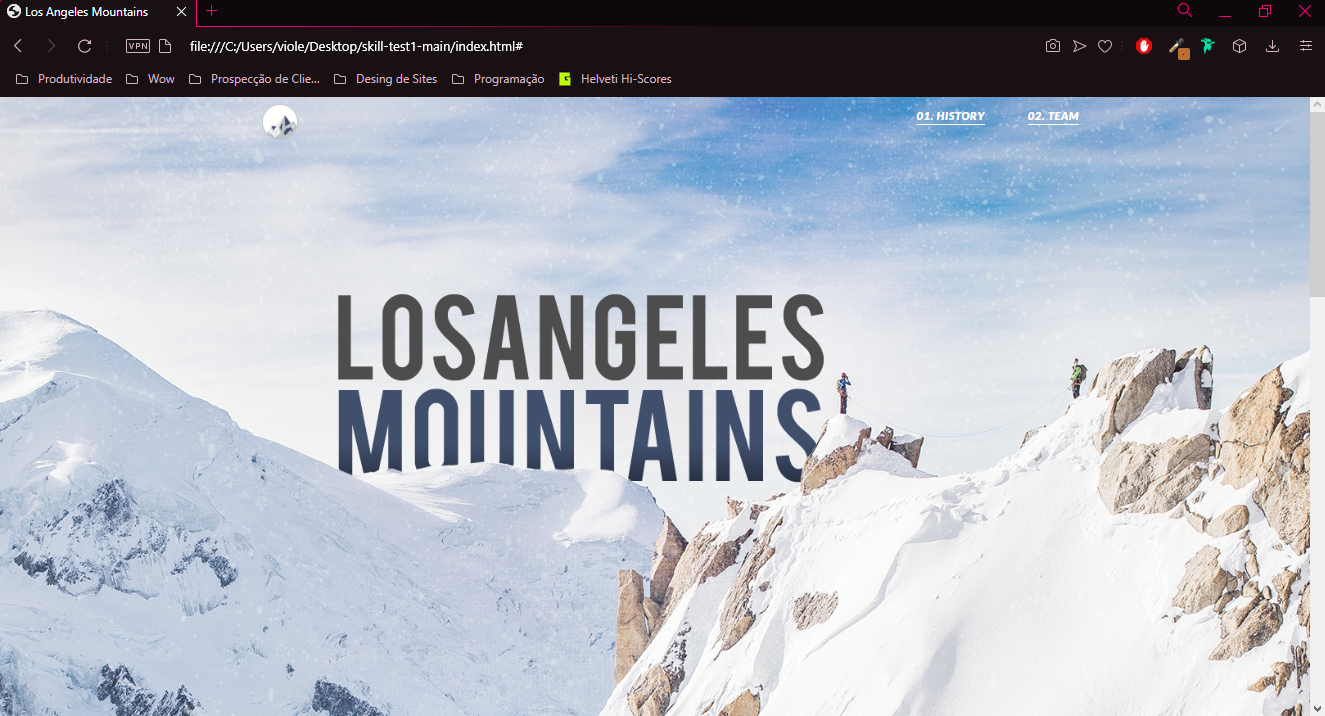 Los Angeles Mountains
VPN
file:///C:/Users/viole/Desktop/skill-test1-main/index.html#
Produtividade Wow Prospecção de Clie... Desing de Sites Programação Helveti Hi-Scores
01. HISTORY 02. TEAM
LOSANGELES
MOUNTAINS